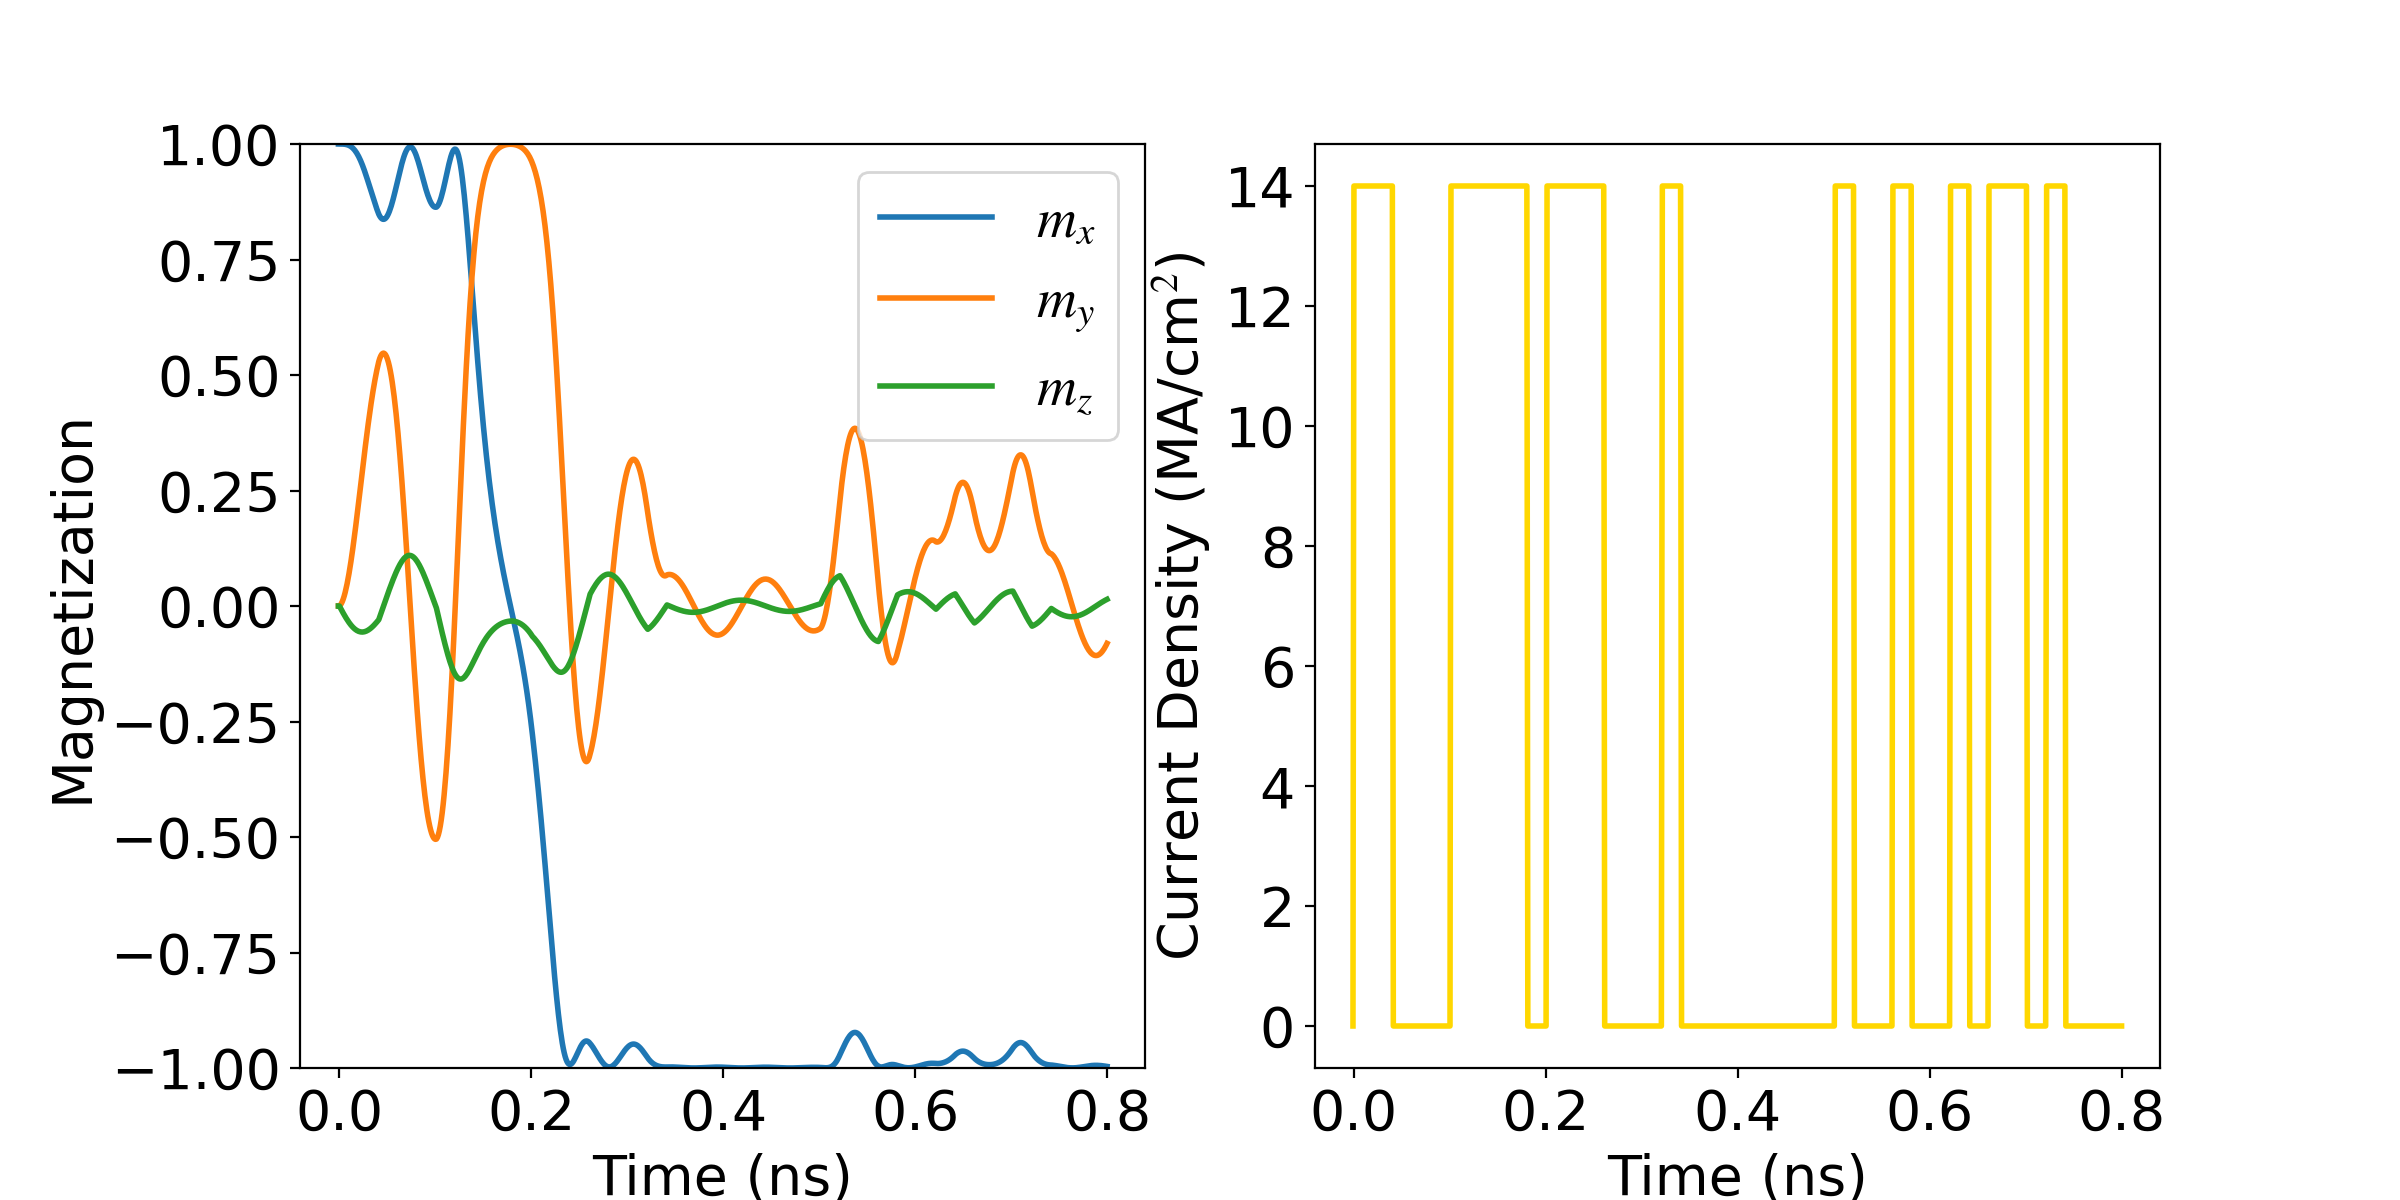 1.00
0.75
0.50
0.25
0.00
−0.25
−0.50
−0.75
−1.00
Magnetization
0.0 0.2 0.4 0.6 0.8
Time (ns)
m_x
m_y
m_z
14
12
10
8
6
4
2
0
Current Density (MA/cm²)
0.0 0.2 0.4 0.6 0.8
Time (ns)